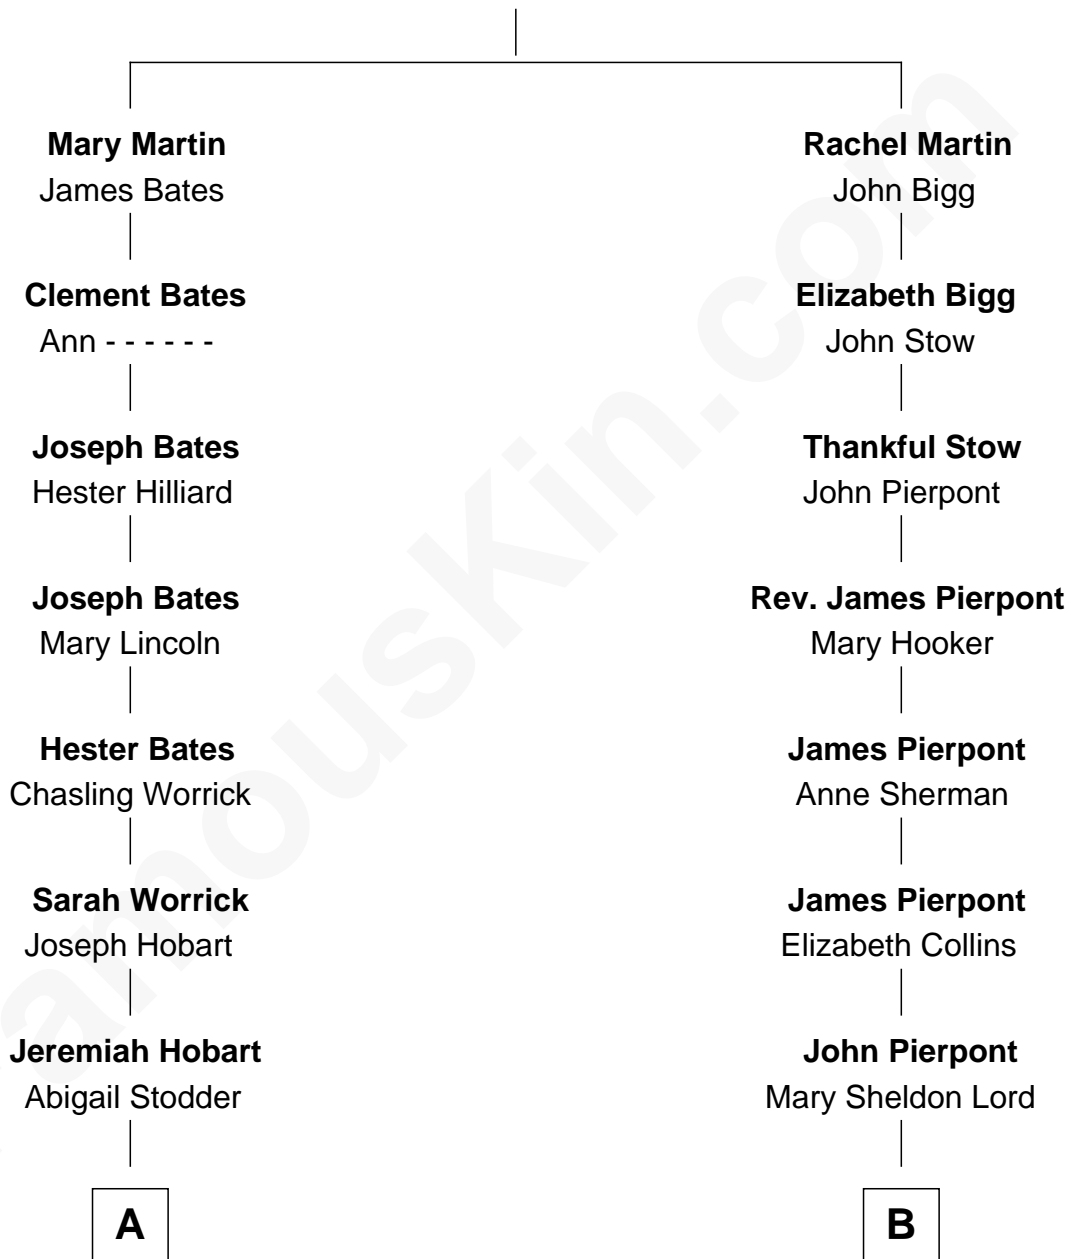 Mary Martin
James Bates
Rachel Martin
John Bigg
Clement Bates
Ann - - - - - -
Elizabeth Bigg
John Stow
Joseph Bates
Hester Hilliard
Thankful Stow
John Pierpont
Joseph Bates
Mary Lincoln
Rev. James Pierpont
Mary Hooker
Hester Bates
Chasling Worrick
James Pierpont
Anne Sherman
Sarah Worrick
Joseph Hobart
James Pierpont
Elizabeth Collins
Jeremiah Hobart
Abigail Stodder
John Pierpont
Mary Sheldon Lord
A
B
amousKin.com